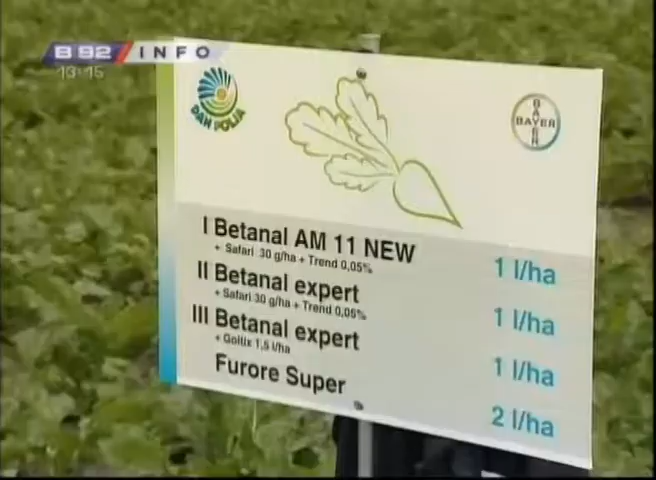 B92 INFO
13:15
DAN POLJA
BAYER
BAYER
I Betanal AM 11 NEW 1 l/ha
+ Safari 30 g/ha + Trend 0,05%
II Betanal expert 1 l/ha
+ Safari 30 g/ha + Trend 0,05%
III Betanal expert 1 l/ha
+ Goltix 1,5 l/ha
Furore Super 2 l/ha